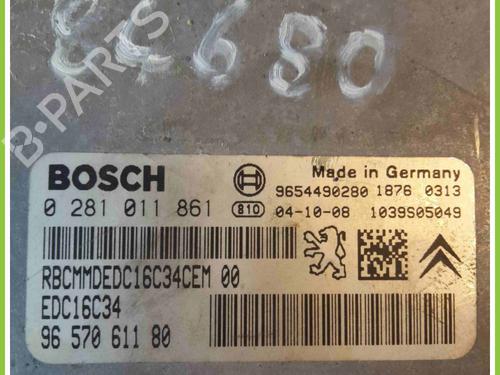 EC680
B-PARTS
BOSCH
Made in Germany
9654490280 1876 0313
0 281 011 861 810 04-10-08 1039S05049
RBCMMDEDC16C34CEM 00
EDC16C34
96 570 611 80